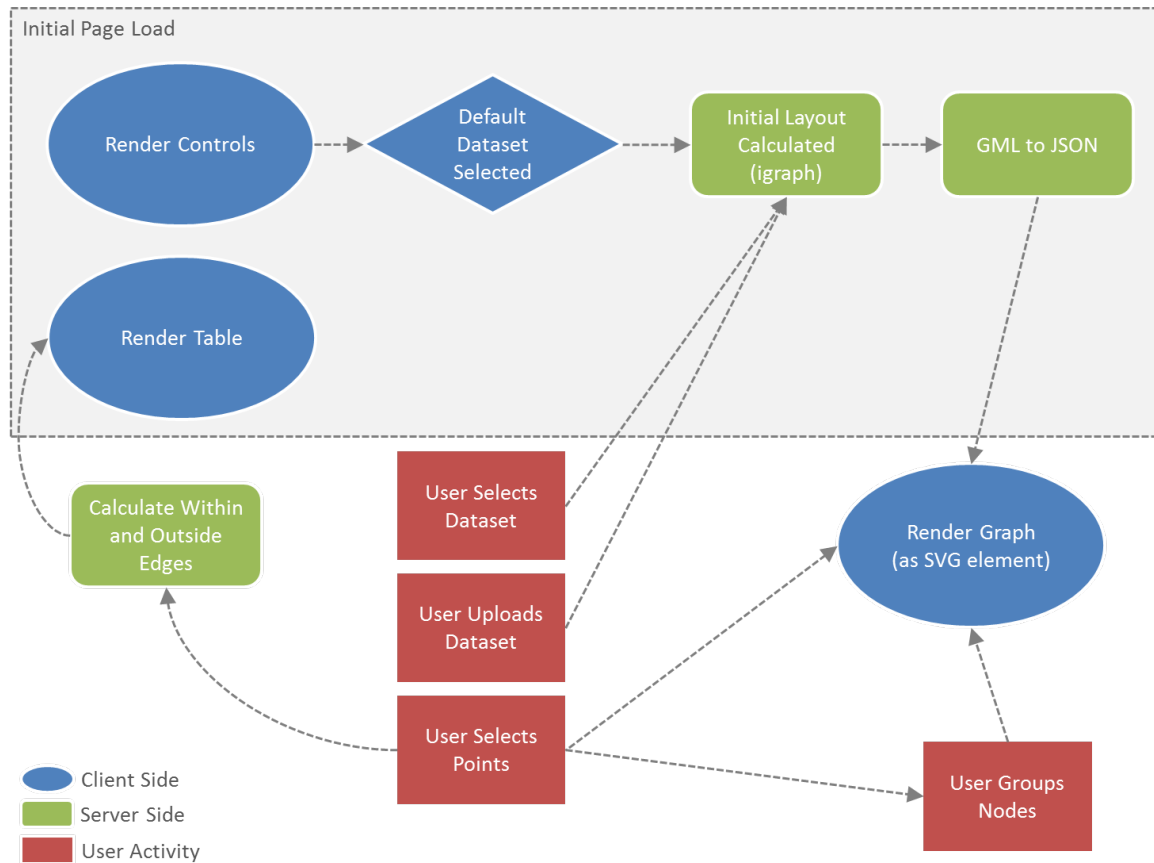 Initial Page Load
Render Controls
Default
Dataset
Selected
Initial Layout
Calculated
(igraph)
GML to JSON
Render Table
Calculate Within
and Outside
Edges
User Selects
Dataset
Render Graph
(as SVG element)
User Uploads
Dataset
User Selects
Points
User Groups
Nodes
Client Side
Server Side
User Activity